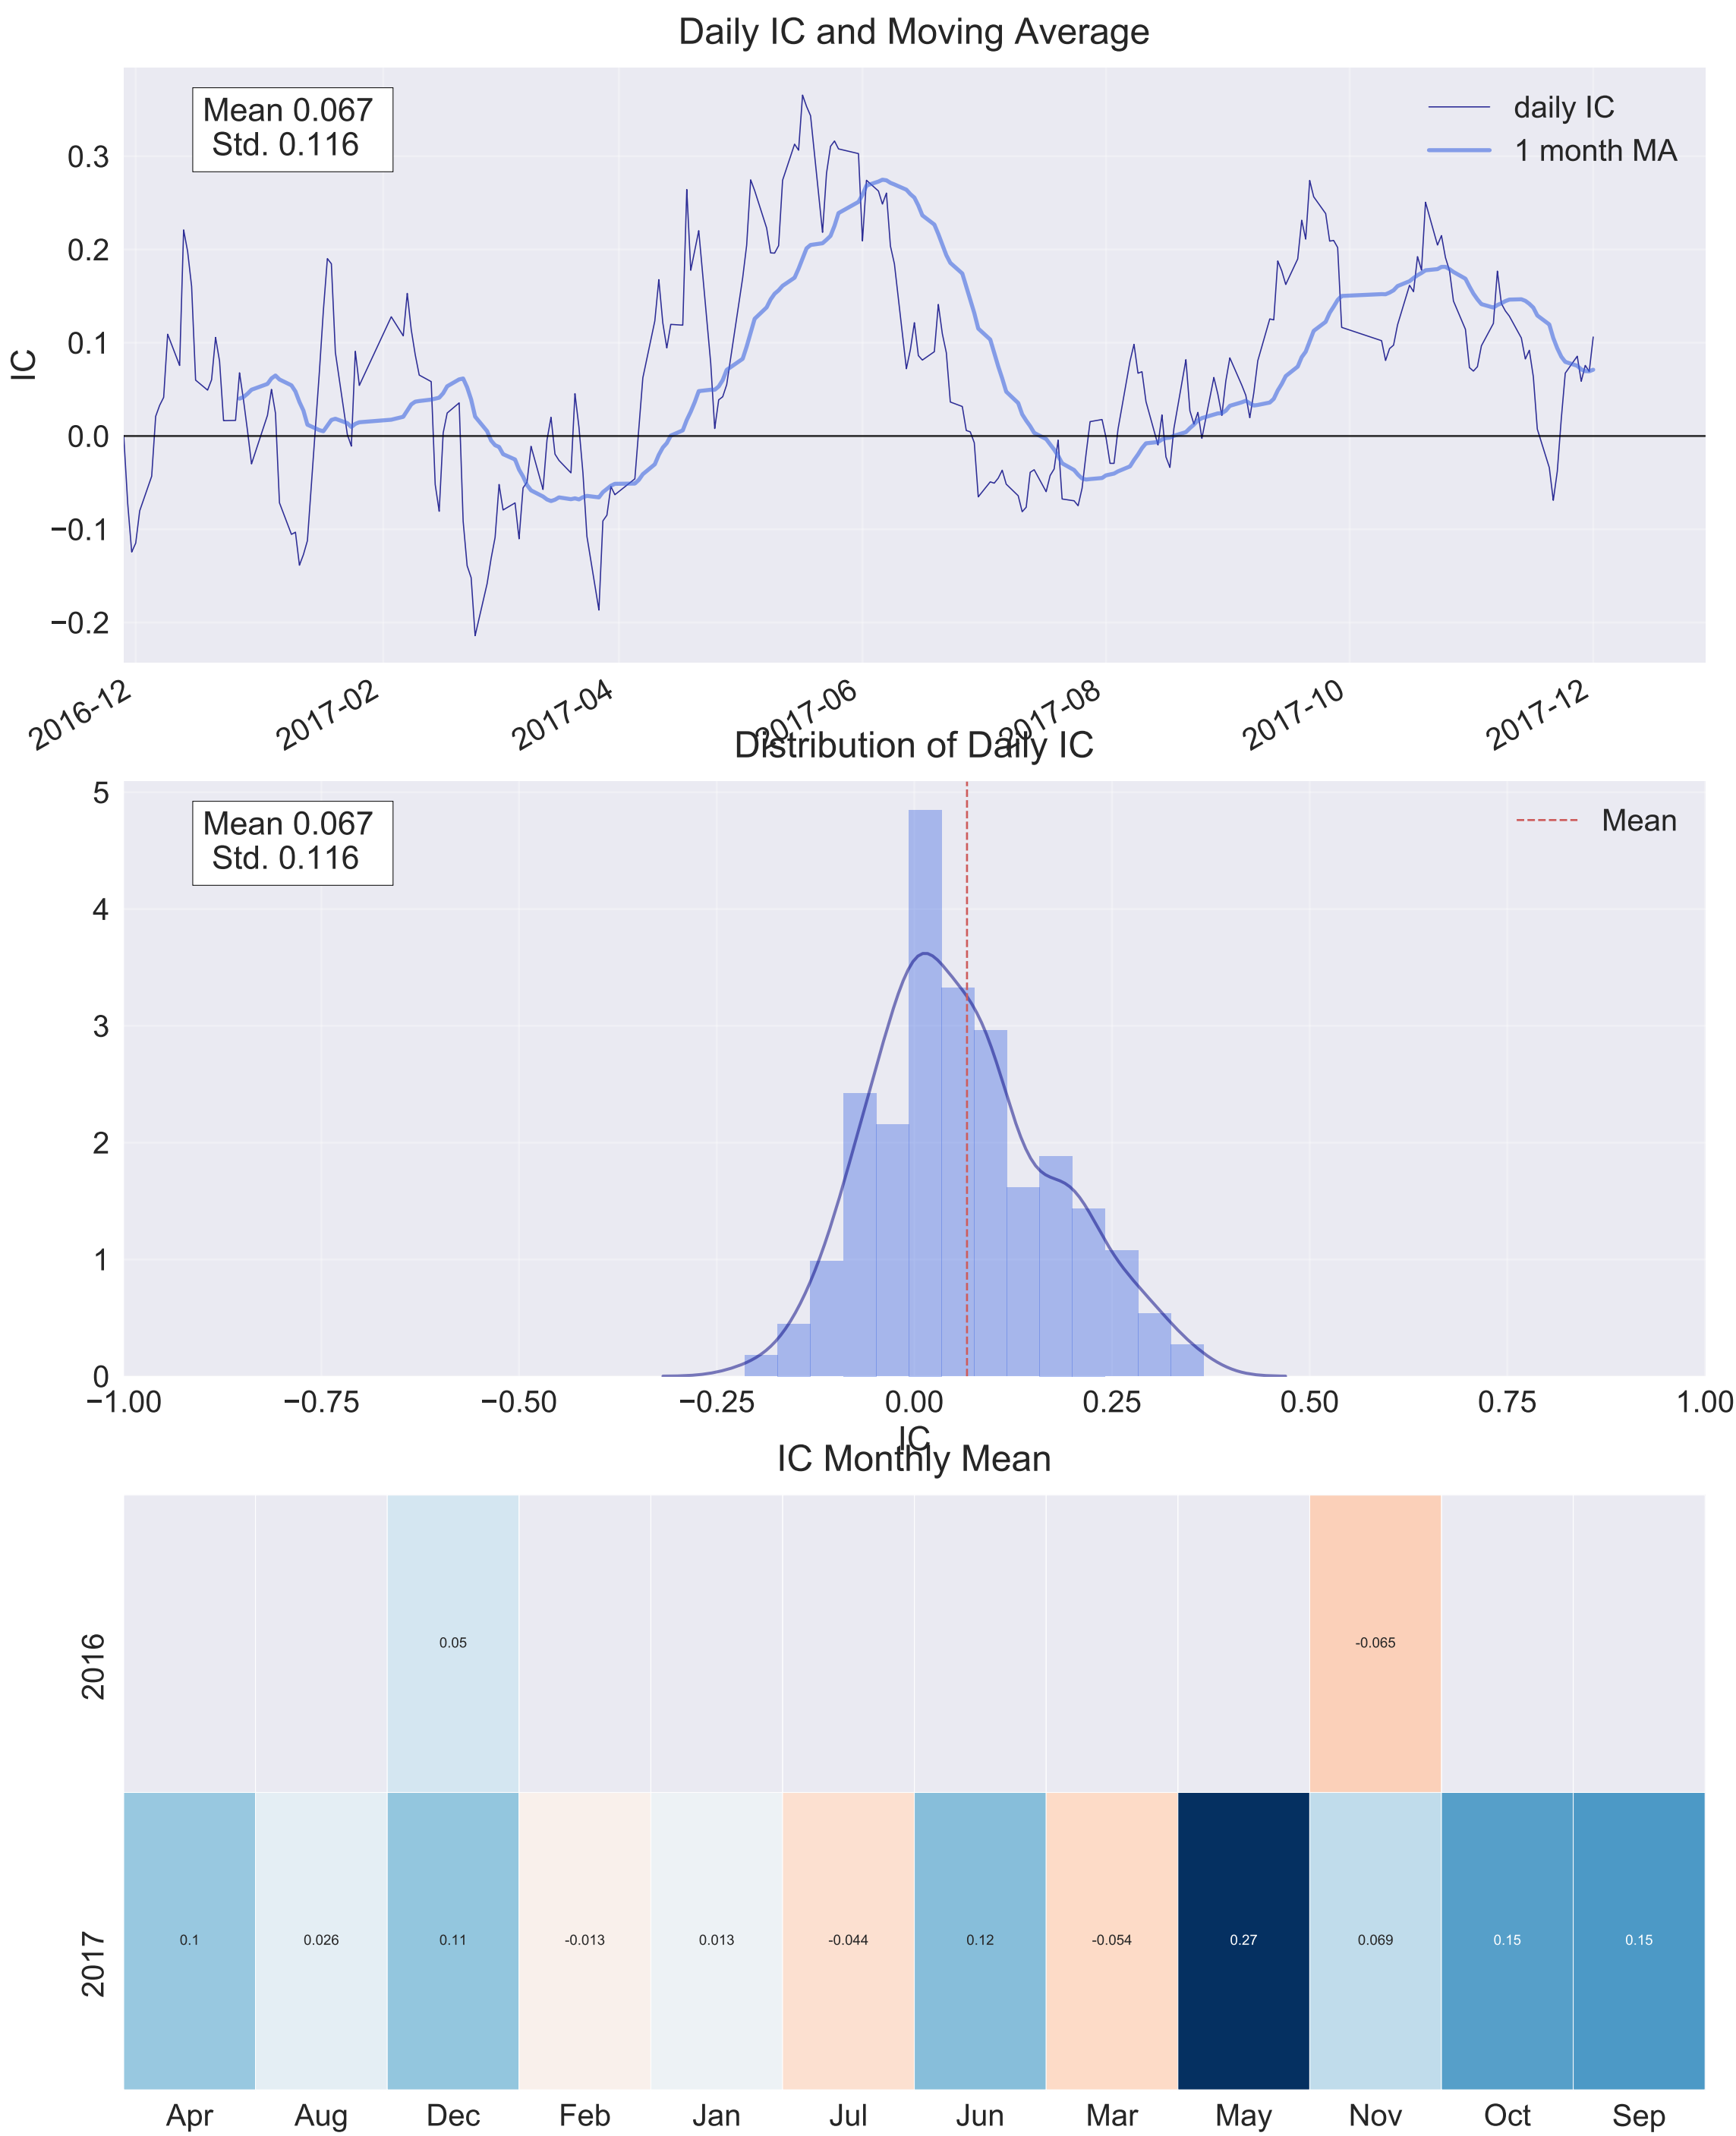 Daily IC and Moving Average
Mean 0.067
Std. 0.116
daily IC
1 month MA
IC
0.3
0.2
0.1
0.0
−0.1
−0.2
2016-12
2017-02
2017-04
2017-06
2017-08
2017-10
2017-12
Distribution of Daily IC
Mean 0.067
Std. 0.116
Mean
5
4
3
2
1
0
−1.00 −0.75 −0.50 −0.25 0.00 0.25 0.50 0.75 1.00
IC
IC Monthly Mean
2016
0.05 -0.065
2017
0.1 0.026 0.11 -0.013 0.013 -0.044 0.12 -0.054 0.27 0.069 0.15 0.15
Apr Aug Dec Feb Jan Jul Jun Mar May Nov Oct Sep